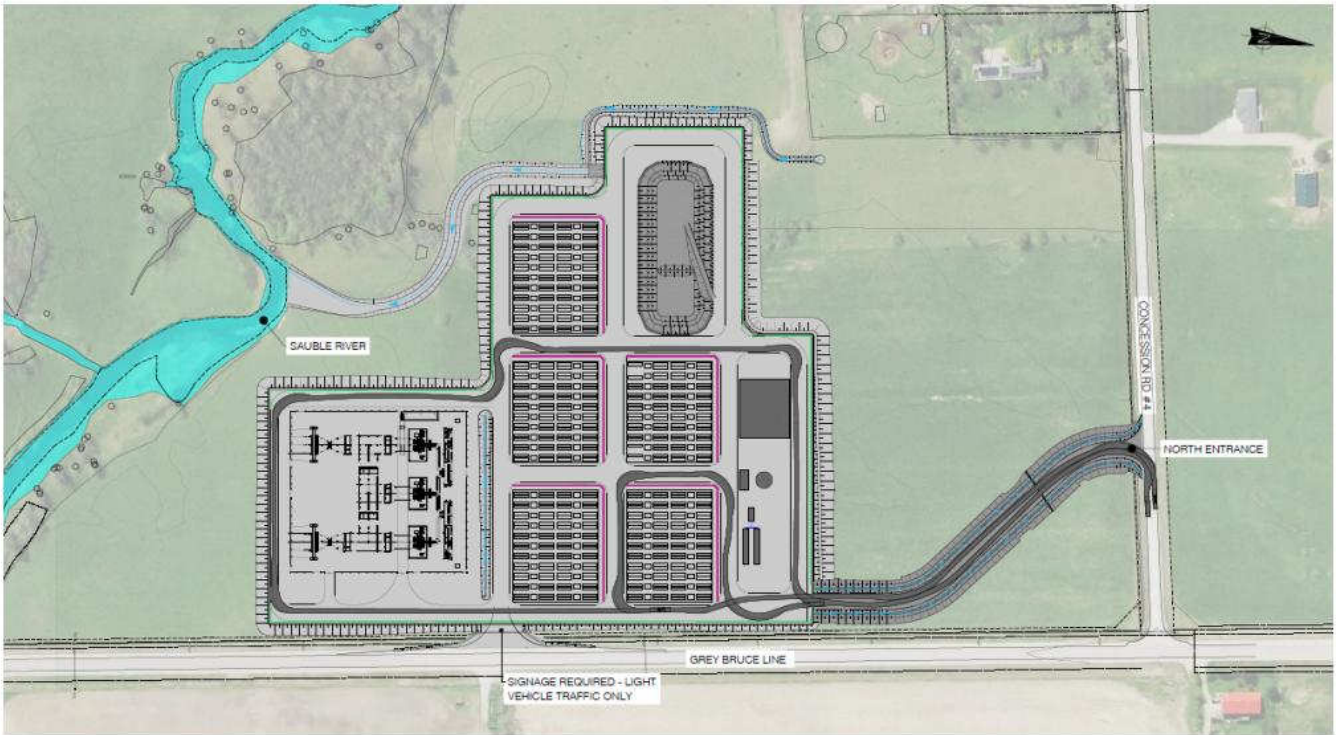 N
SAUBLE RIVER
CONCESSION RD #4
NORTH ENTRANCE
GREY BRUCE LINE
SIGNAGE REQUIRED - LIGHT
VEHICLE TRAFFIC ONLY